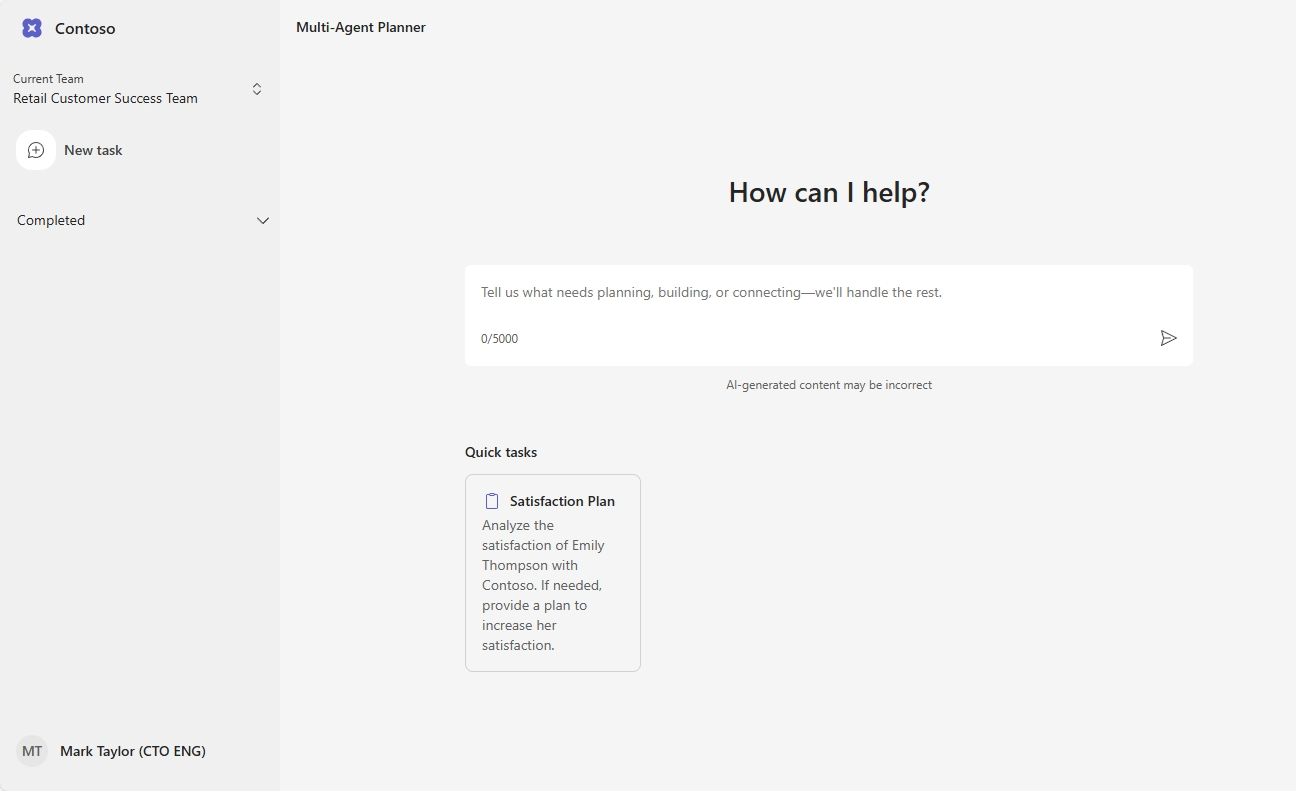 Contoso
Multi-Agent Planner
Current Team
Retail Customer Success Team
New task
Completed
How can I help?
Tell us what needs planning, building, or connecting—we'll handle the rest.
0/5000
AI-generated content may be incorrect
Quick tasks
Satisfaction Plan
Analyze the
satisfaction of Emily
Thompson with
Contoso. If needed,
provide a plan to
increase her
satisfaction.
MT
Mark Taylor (CTO ENG)